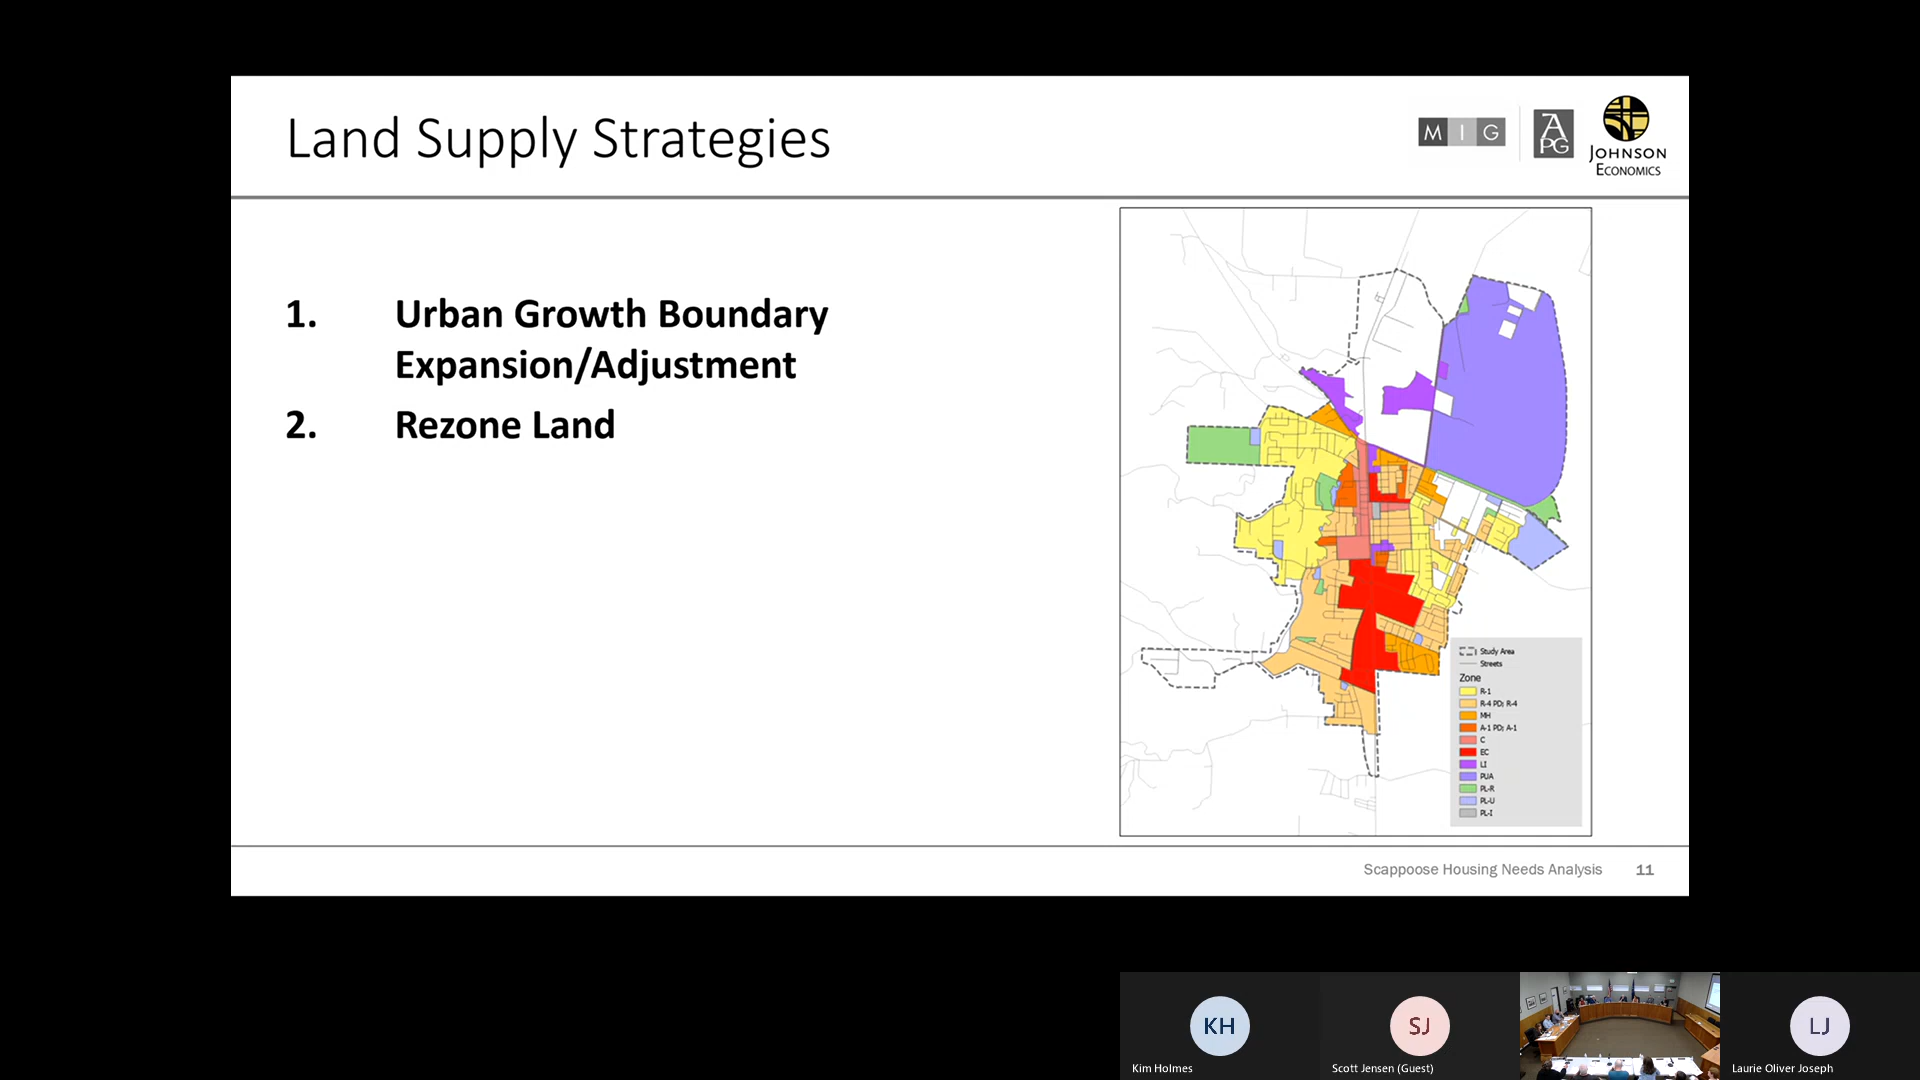 Land Supply Strategies
MIG
APG
JOHNSON
ECONOMICS
1. Urban Growth Boundary
Expansion/Adjustment
2. Rezone Land
Study Area
Streets
Zone
R-1
R-4 PD; R-4
MH
A-1 PD; A-1
C
EC
LI
PUA
PL-R
PL-U
PL-I
Scappoose Housing Needs Analysis 11
KH
SJ
LJ
Kim Holmes
Scott Jensen (Guest)
Laurie Oliver Joseph